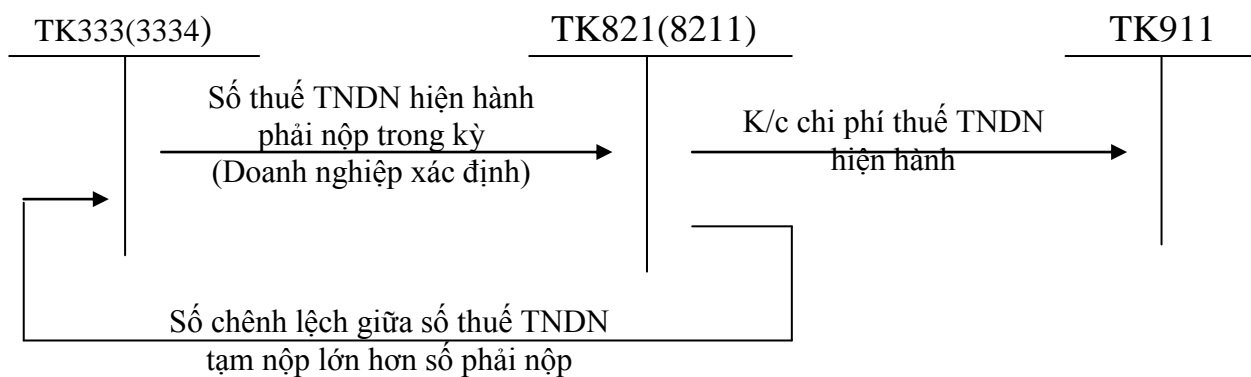 TK333(3334)
TK821(8211)
TK911
Số thuế TNDN hiện hành
phải nộp trong kỳ
(Doanh nghiệp xác định)
K/c chi phí thuế TNDN
hiện hành
Số chênh lệch giữa số thuế TNDN
tạm nộp lớn hơn số phải nộp